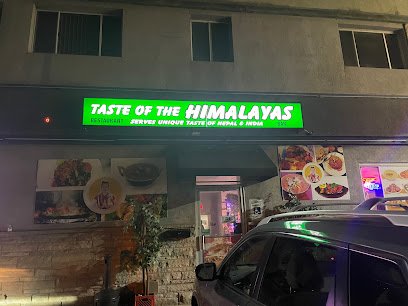 TASTE OF THE HIMALAYAS
RESTAURANT SERVES UNIQUE TASTE OF NEPAL & INDIA